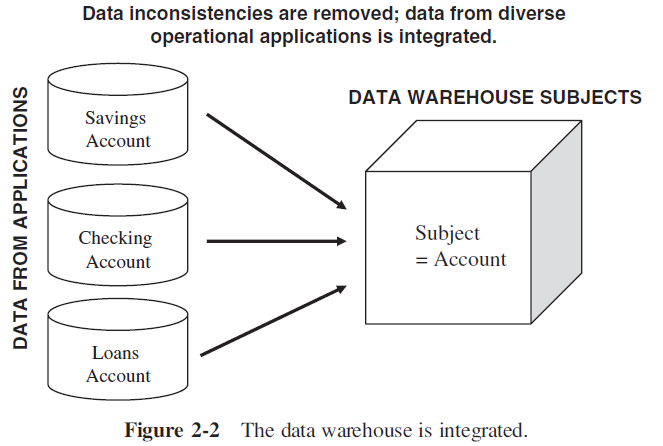 Data inconsistencies are removed; data from diverse
operational applications is integrated.
DATA FROM APPLICATIONS
Savings
Account
Checking
Account
Loans
Account
DATA WAREHOUSE SUBJECTS
Subject
= Account
Figure 2-2 The data warehouse is integrated.